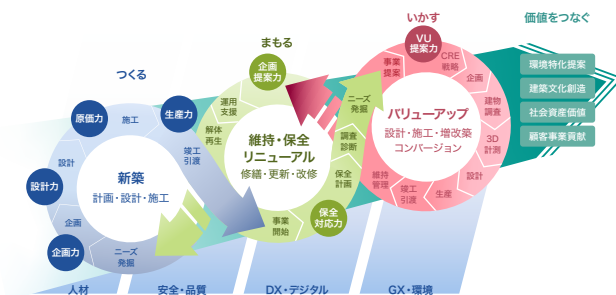 つくる
まもる
いかす
価値をつなぐ
原価力
施工
生産力
竣工
引渡
設計
設計力
企画
企画力
ニーズ
発掘
新築
計画・設計・施工
企画
提案力
運用
支援
解体
再生
ニーズ
発掘
調査
診断
保全
計画
保全
対応力
事業
開始
維持・保全
リニューアル
修繕・更新・改修
VU
提案力
事業
提案
CRE
戦略
企画
建物
調査
3D
計測
設計
生産
竣工
引渡
維持
管理
バリューアップ
設計・施工・増改築
コンバージョン
環境特化提案
建築文化創造
社会資産価値
顧客事業貢献
人材
安全・品質
DX・デジタル
GX・環境